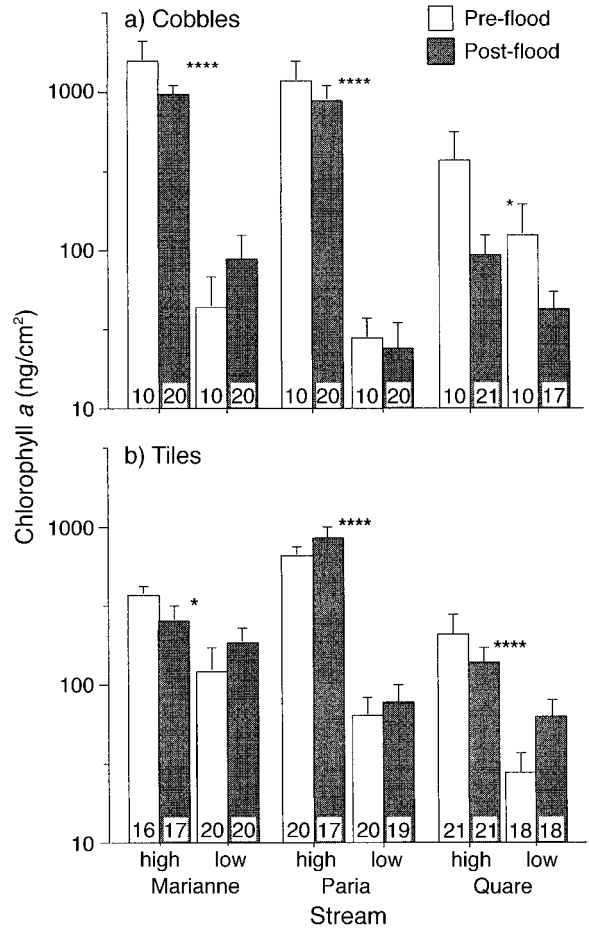 a) Cobbles
Pre-flood
Post-flood
****
****
*
1000
100
10
10 20 10 20 10 20 10 20 10 21 10 17
Chlorophyll a (ng/cm2)
b) Tiles
****
*
****
1000
100
10
16 17 20 20 20 17 20 19 21 21 18 18
high low high low high low
Marianne Paria Quare
Stream